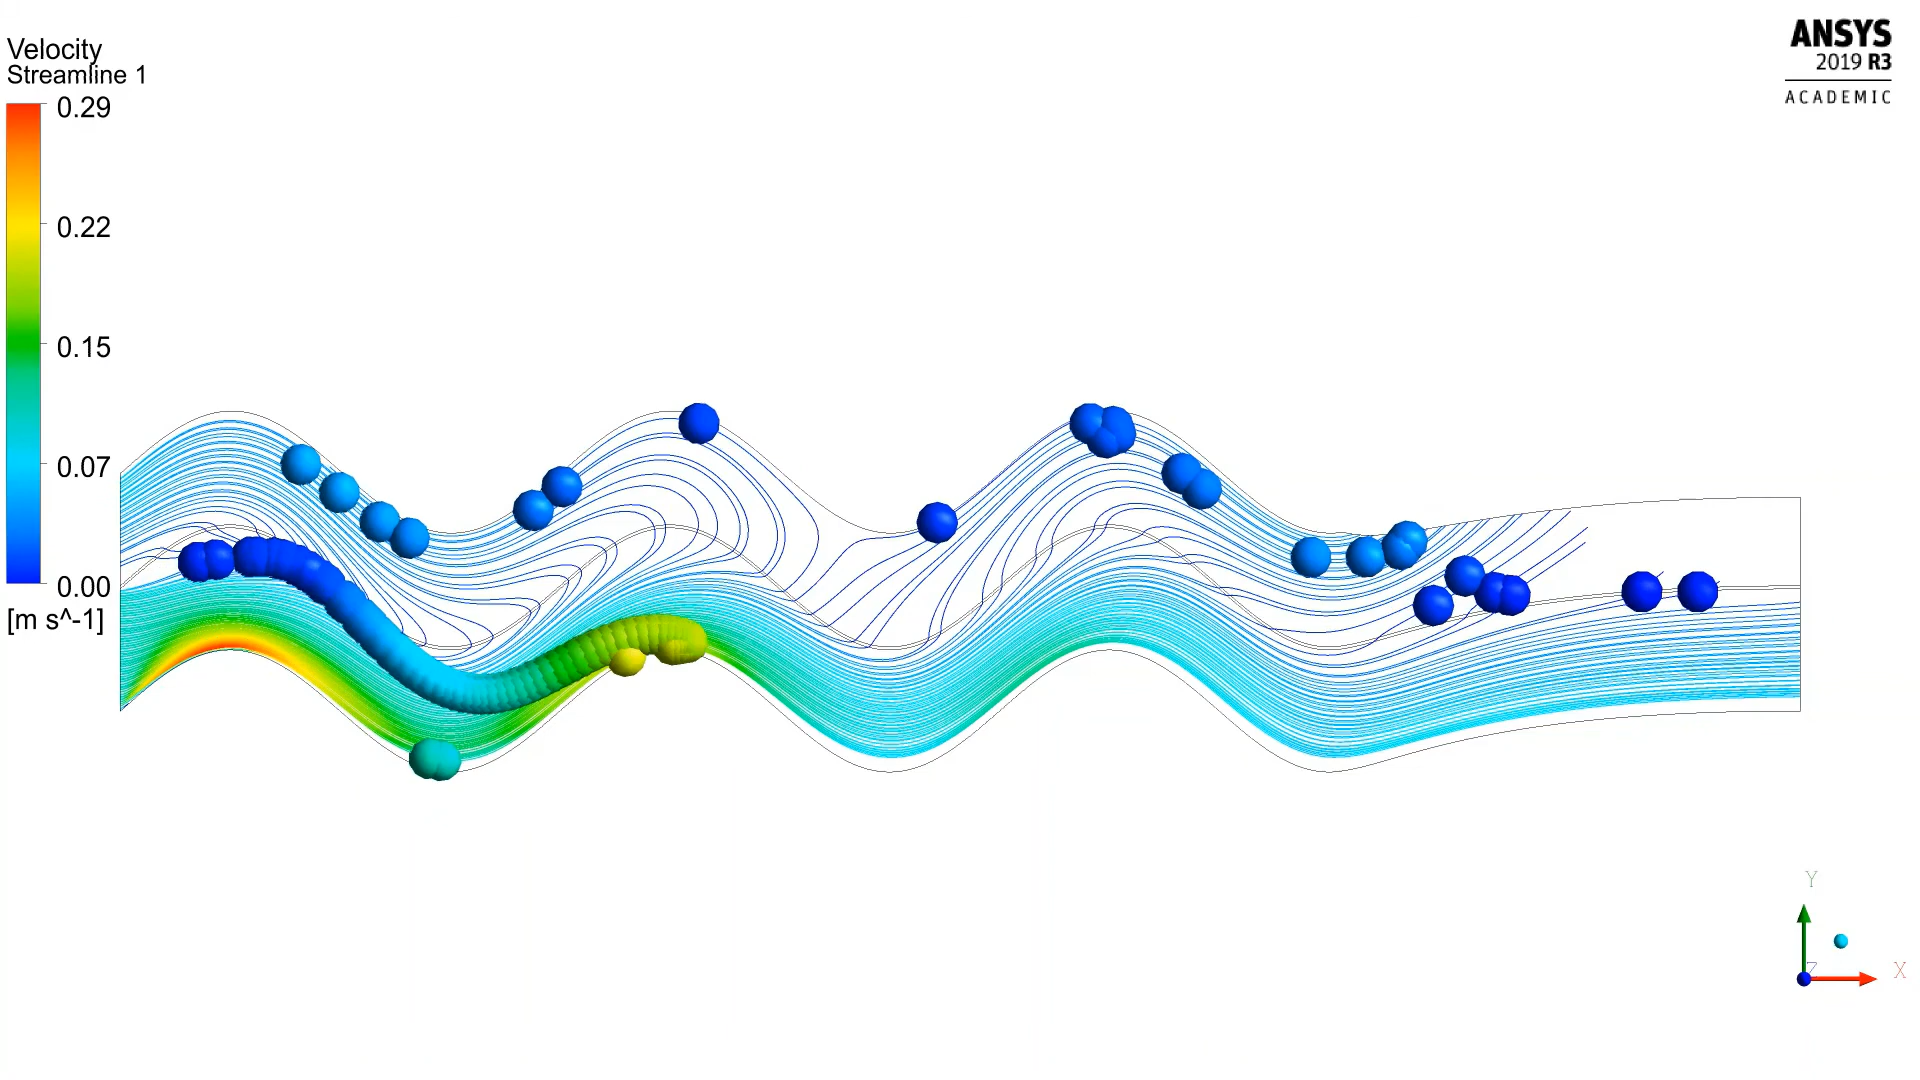 Velocity
Streamline 1
0.29
0.22
0.15
0.07
0.00
[m s^-1]
ANSYS
2019 R3
ACADEMIC
Y
Z
X